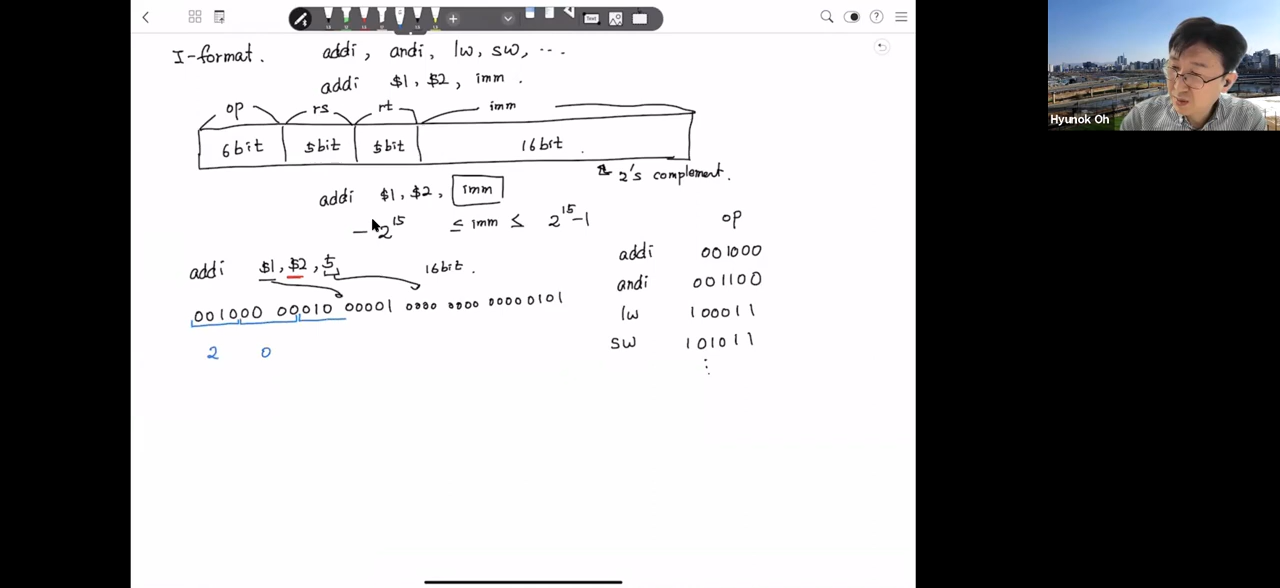 I-format. addi, andi, lw, sw, ...
addi $1, $2, imm.
op rs rt imm
6bit 5bit 5bit 16bit
2's complement.
addi $1, $2, imm
-2^15 ≤ imm ≤ 2^15-1
op
addi 001000
andi 001100
lw 100011
sw 101011
⋮
addi $1, $2, 5 16bit.
001000 00010 00001 0000 0000 00000101
2 0
Text
Hyunok Oh